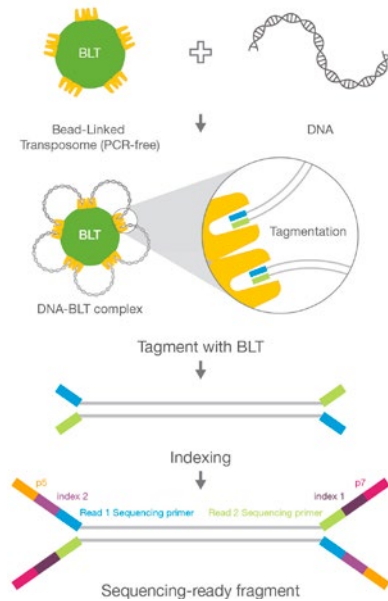 BLT
Bead-Linked
Transposome (PCR-free)
DNA
BLT
Tagmentation
DNA-BLT complex
Tagment with BLT
Indexing
p5
p7
index 2
index 1
Read 1 Sequencing primer
Read 2 Sequencing primer
Sequencing-ready fragment